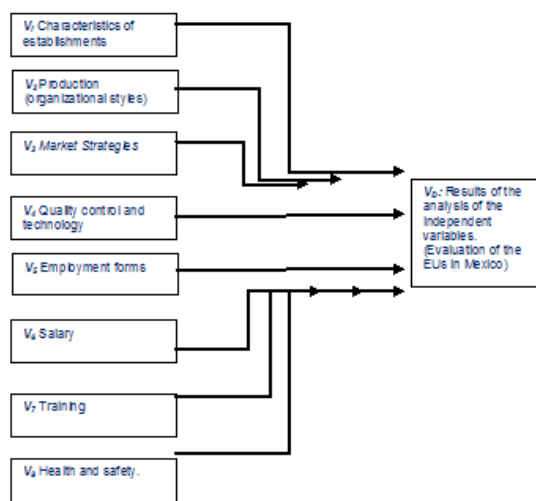 V1 Characteristics of
establishments
V2 Production
(organizational styles)
V3 Market Strategies
V4 Quality control and
technology
V5 Employment forms
V6 Salary
V7 Training
V8 Health and safety.
VD: Results of the
analysis of the
independent
variables.
(Evaluation of the
EUs in Mexico)